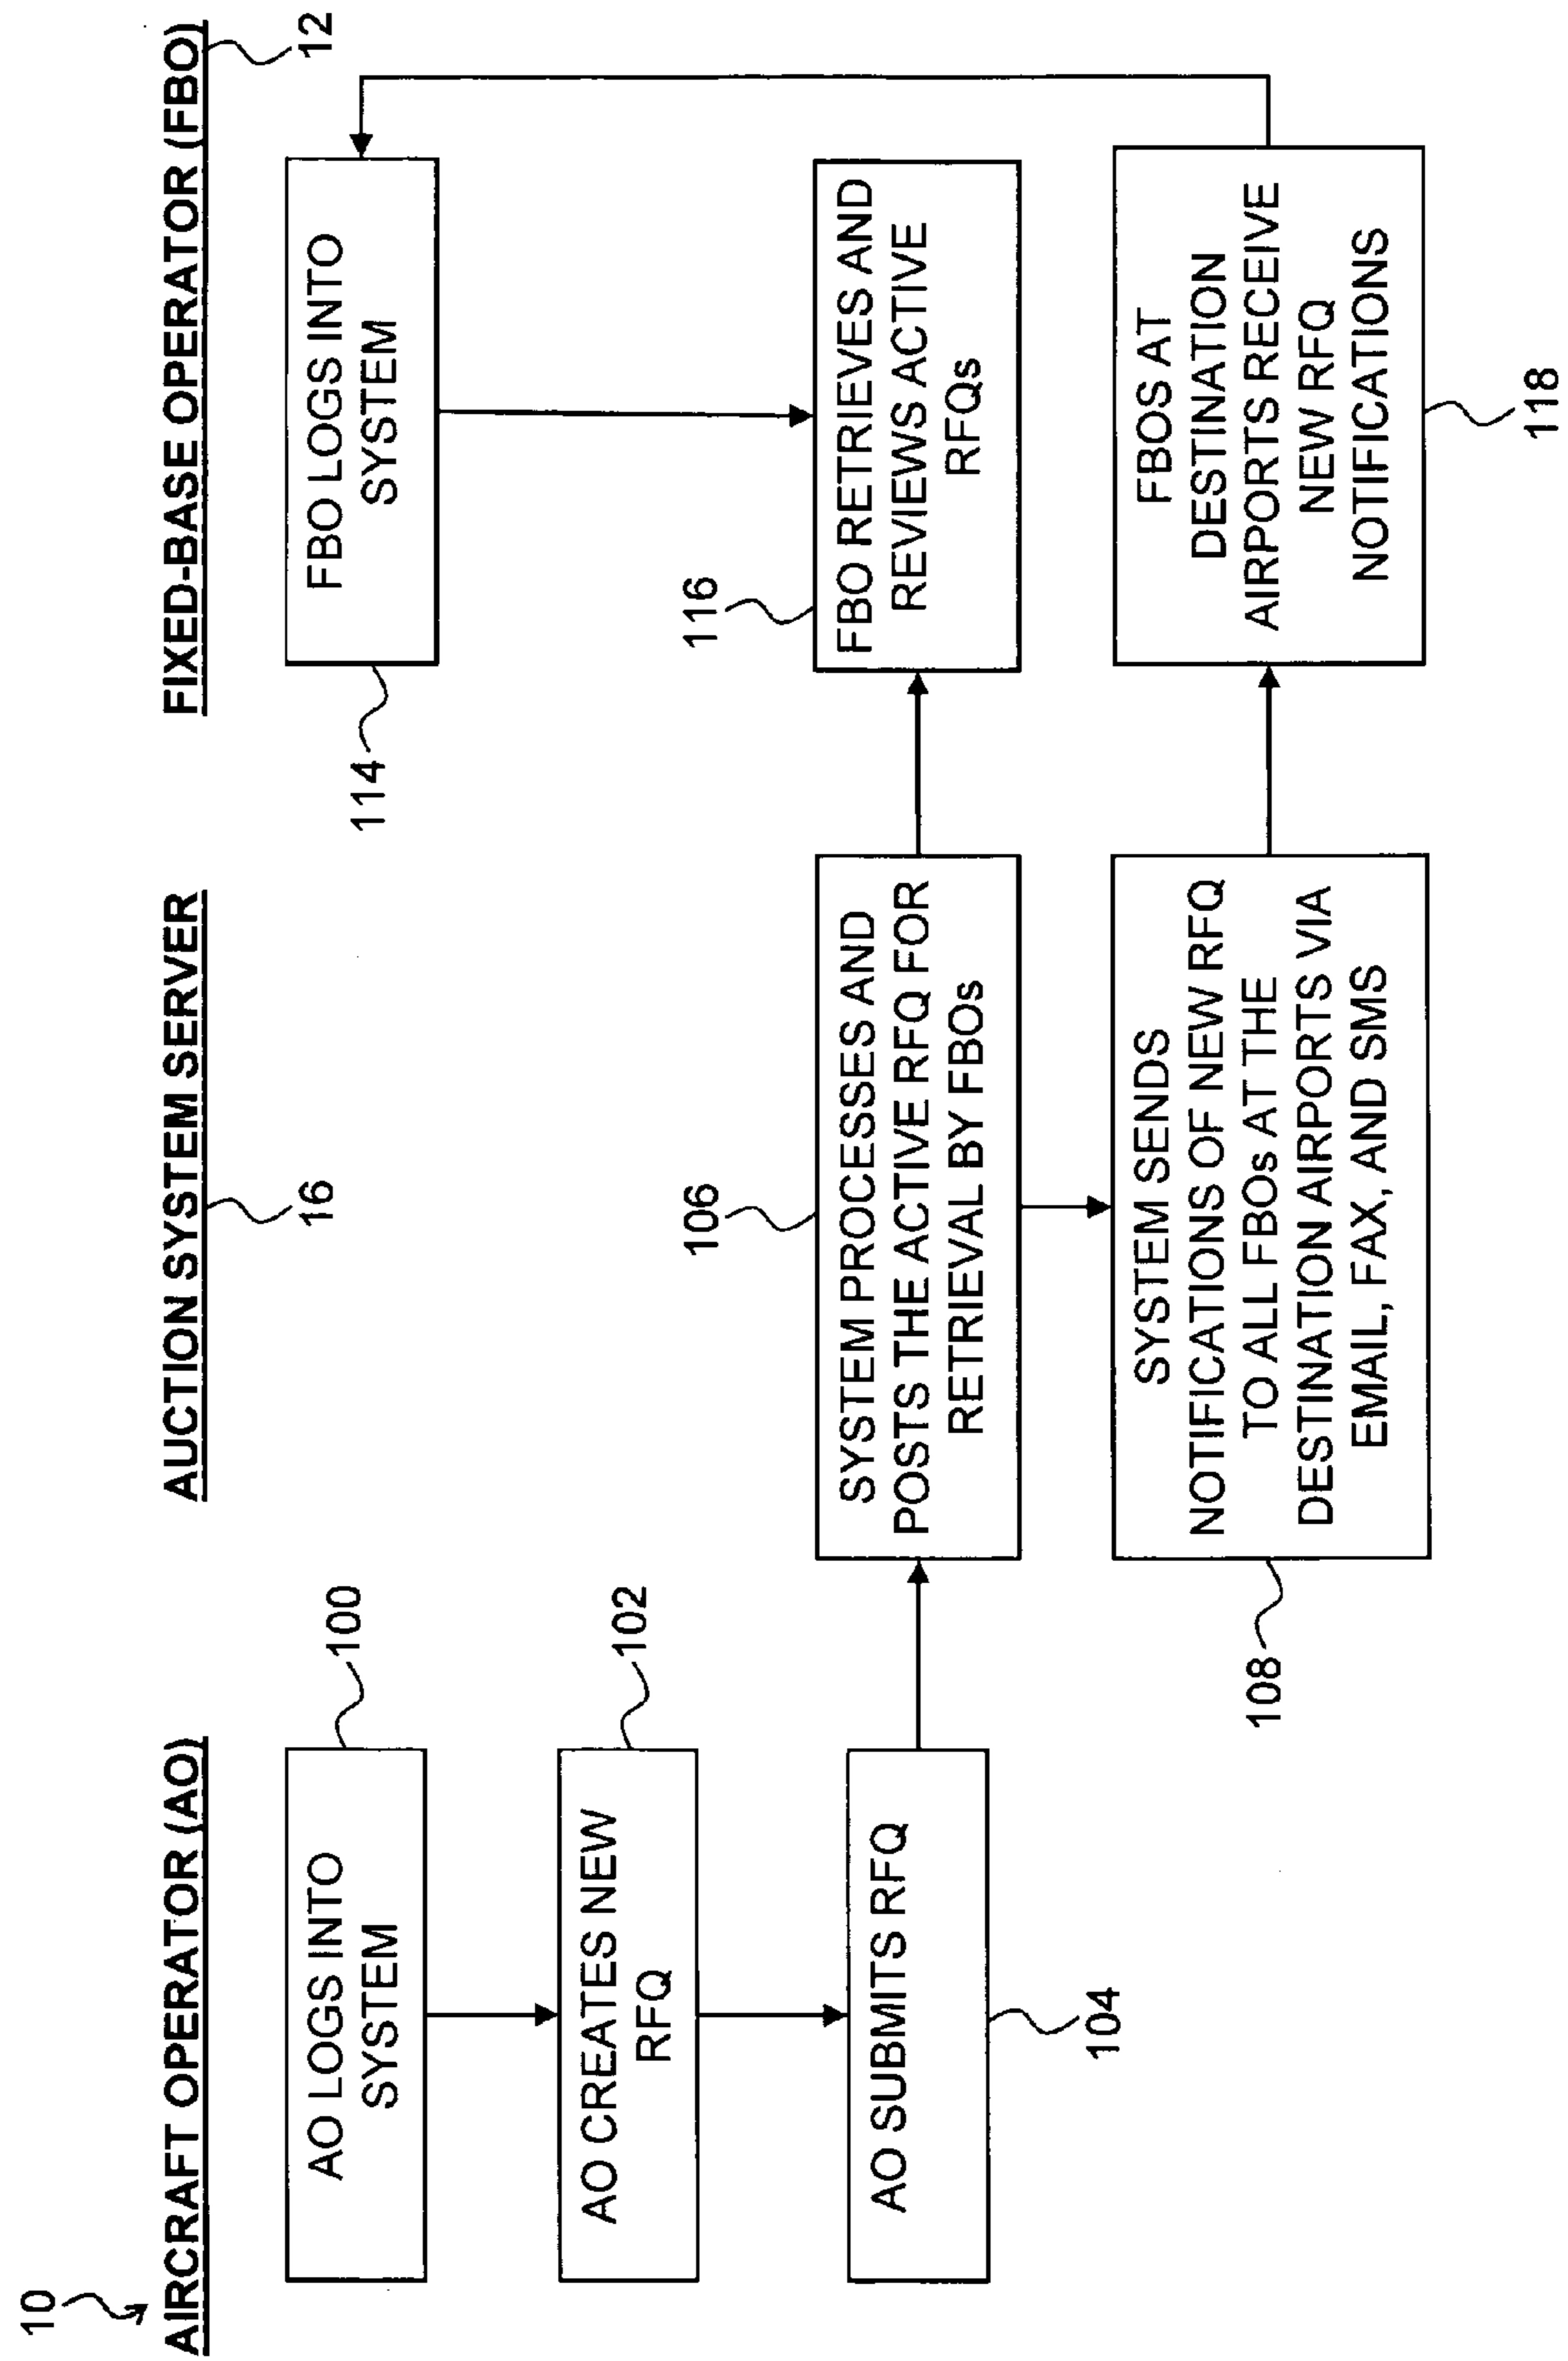 10
AIRCRAFT OPERATOR (AO)
AUCTION SYSTEM SERVER
16
FIXED-BASE OPERATOR (FBO)
12
AO LOGS INTO
SYSTEM
100
AO CREATES NEW
RFQ
102
AO SUBMITS RFQ
104
106
SYSTEM PROCESSES AND
POSTS THE ACTIVE RFQ FOR
RETRIEVAL BY FBOs
SYSTEM SENDS
NOTIFICATIONS OF NEW RFQ
TO ALL FBOs AT THE
DESTINATION AIRPORTS VIA
EMAIL, FAX, AND SMS
108
FBO LOGS INTO
SYSTEM
114
116
FBO RETRIEVES AND
REVIEWS ACTIVE
RFQs
FBOS AT
DESTINATION
AIRPORTS RECEIVE
NEW RFQ
NOTIFICATIONS
118